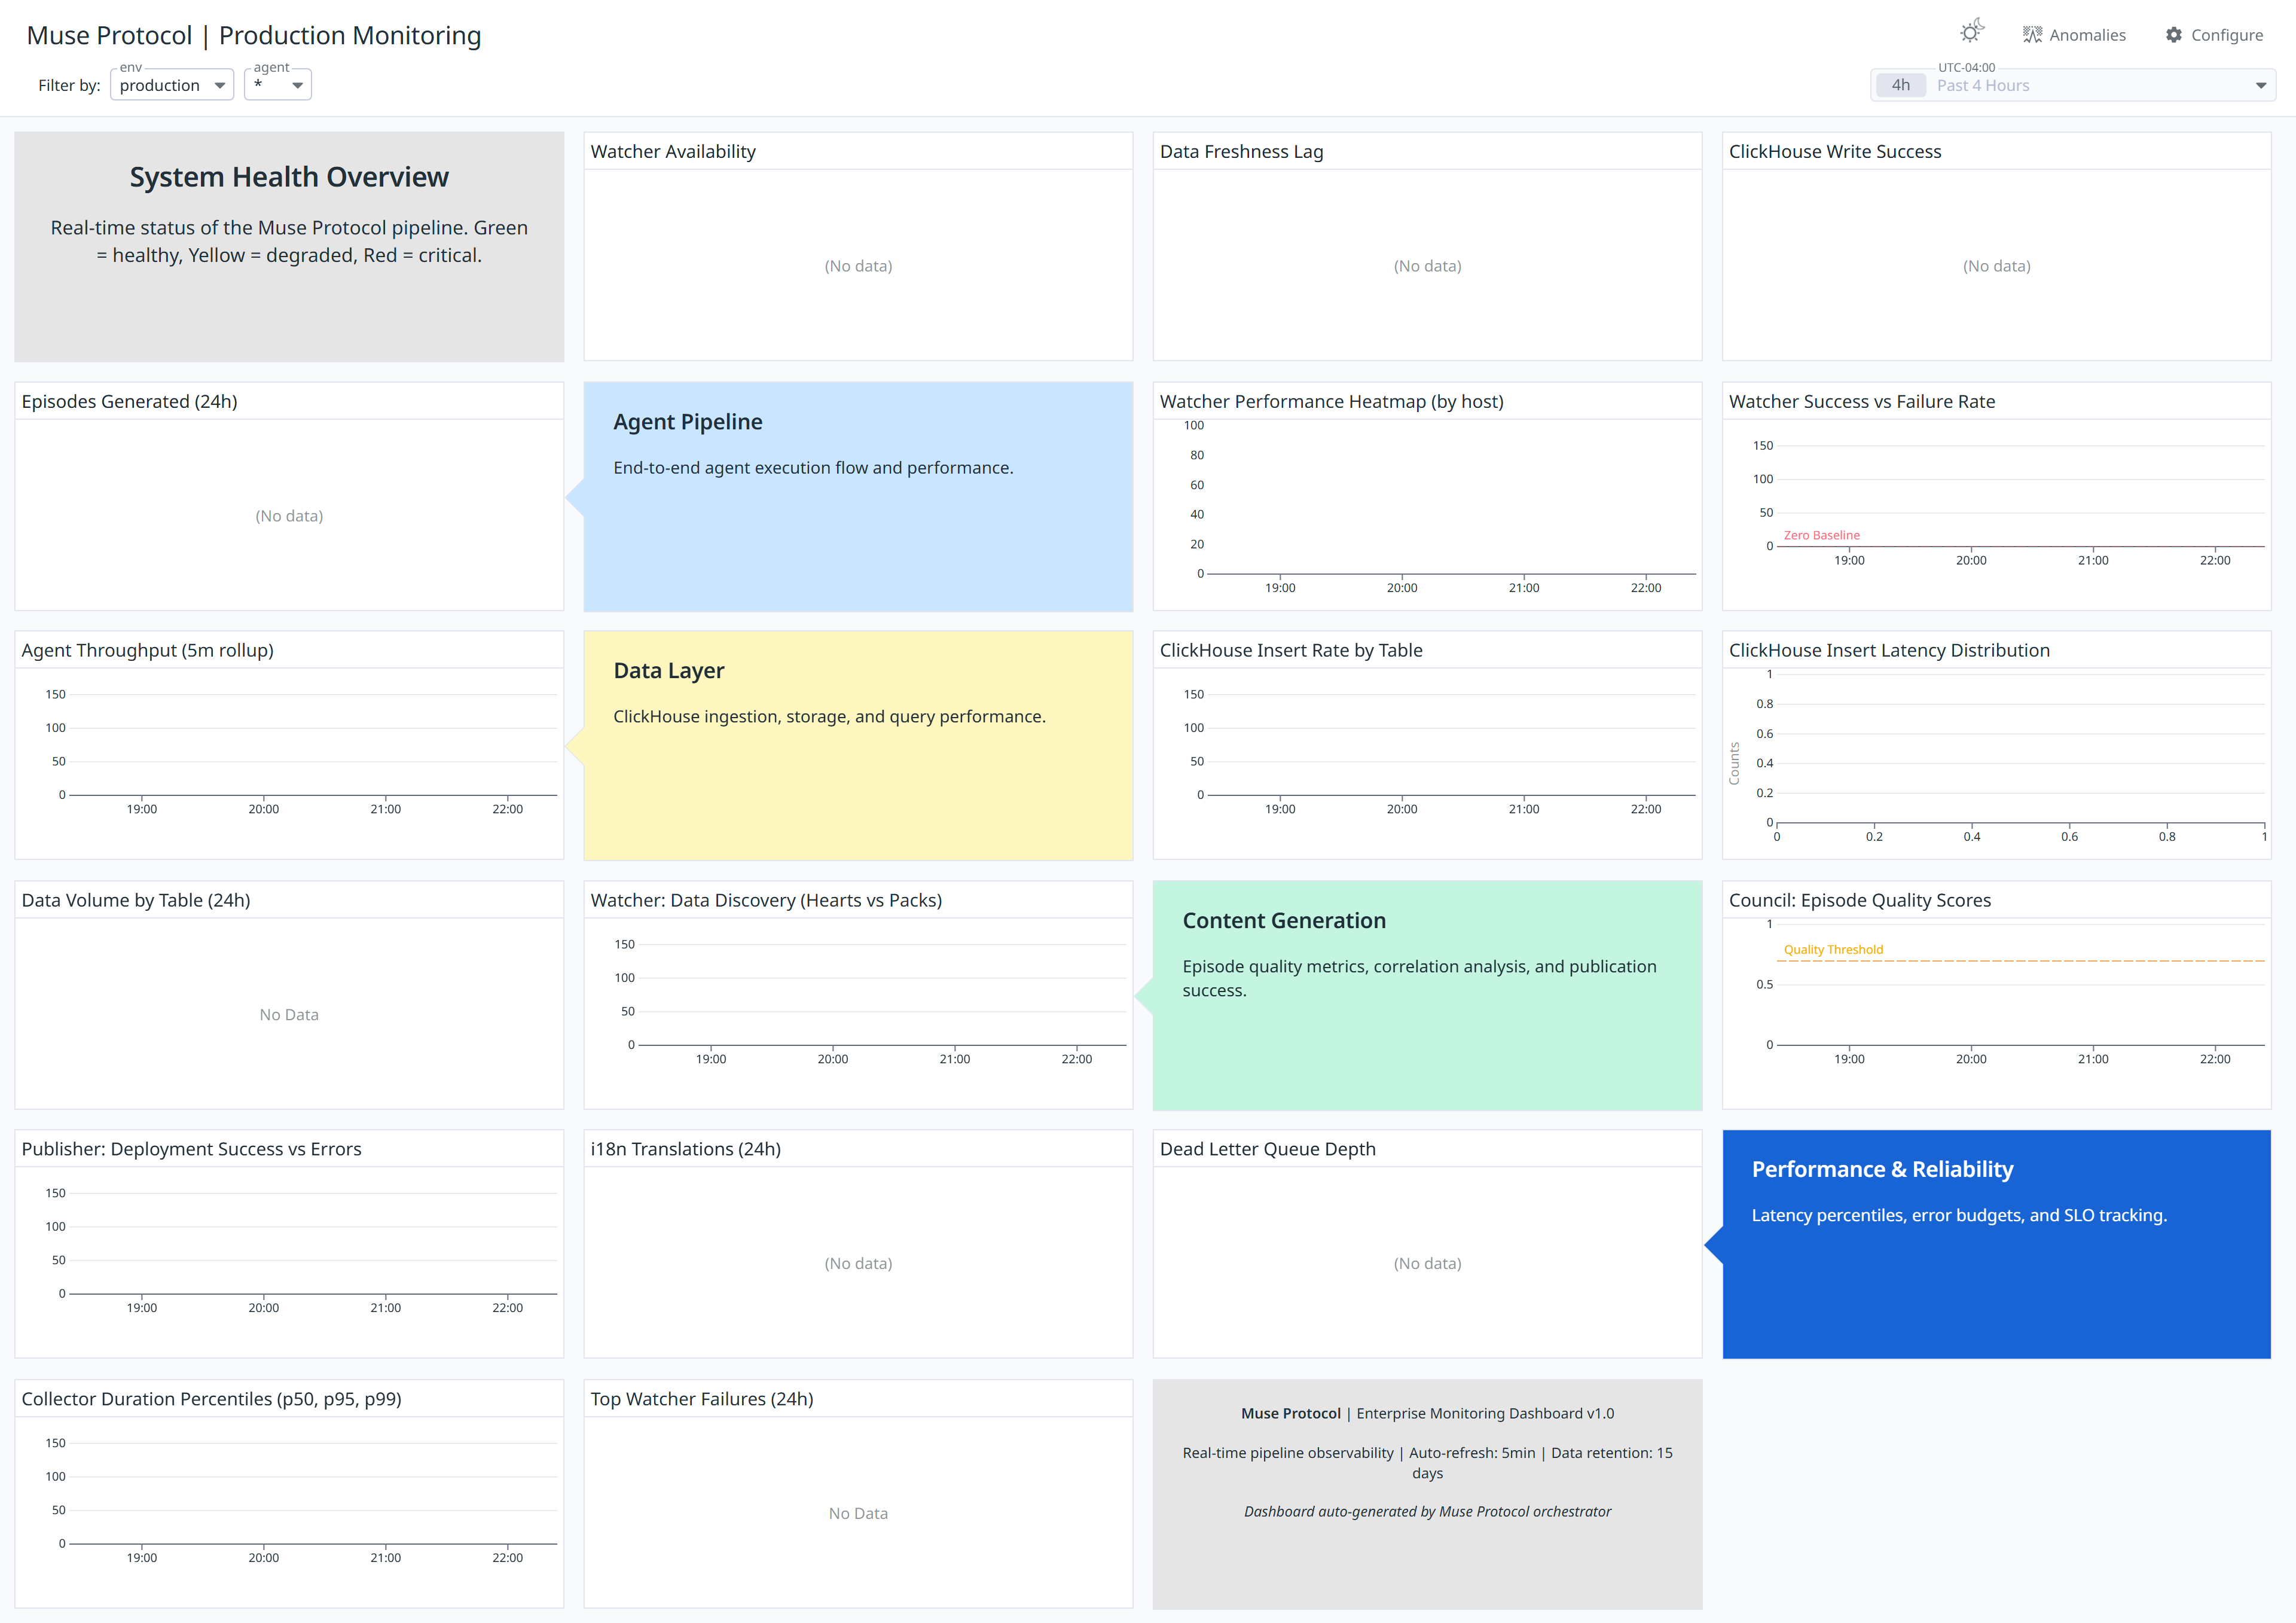 Muse Protocol | Production Monitoring
Anomalies
Configure
Filter by:
env
production
agent
*
UTC-04:00
4h
Past 4 Hours
System Health Overview
Real-time status of the Muse Protocol pipeline. Green
= healthy, Yellow = degraded, Red = critical.
Watcher Availability
(No data)
Data Freshness Lag
(No data)
ClickHouse Write Success
(No data)
Episodes Generated (24h)
(No data)
Agent Pipeline
End-to-end agent execution flow and performance.
Watcher Performance Heatmap (by host)
100
80
60
40
20
0
19:00 20:00 21:00 22:00
Watcher Success vs Failure Rate
150
100
50
Zero Baseline
0
19:00 20:00 21:00 22:00
Agent Throughput (5m rollup)
150
100
50
0
19:00 20:00 21:00 22:00
Data Layer
ClickHouse ingestion, storage, and query performance.
ClickHouse Insert Rate by Table
150
100
50
0
19:00 20:00 21:00 22:00
ClickHouse Insert Latency Distribution
Counts
1
0.8
0.6
0.4
0.2
0
0 0.2 0.4 0.6 0.8 1
Data Volume by Table (24h)
No Data
Watcher: Data Discovery (Hearts vs Packs)
150
100
50
0
19:00 20:00 21:00 22:00
Content Generation
Episode quality metrics, correlation analysis, and publication
success.
Council: Episode Quality Scores
1
Quality Threshold
0.5
0
19:00 20:00 21:00 22:00
Publisher: Deployment Success vs Errors
150
100
50
0
19:00 20:00 21:00 22:00
i18n Translations (24h)
(No data)
Dead Letter Queue Depth
(No data)
Performance & Reliability
Latency percentiles, error budgets, and SLO tracking.
Collector Duration Percentiles (p50, p95, p99)
150
100
50
0
19:00 20:00 21:00 22:00
Top Watcher Failures (24h)
No Data
Muse Protocol | Enterprise Monitoring Dashboard v1.0
Real-time pipeline observability | Auto-refresh: 5min | Data retention: 15
days
Dashboard auto-generated by Muse Protocol orchestrator